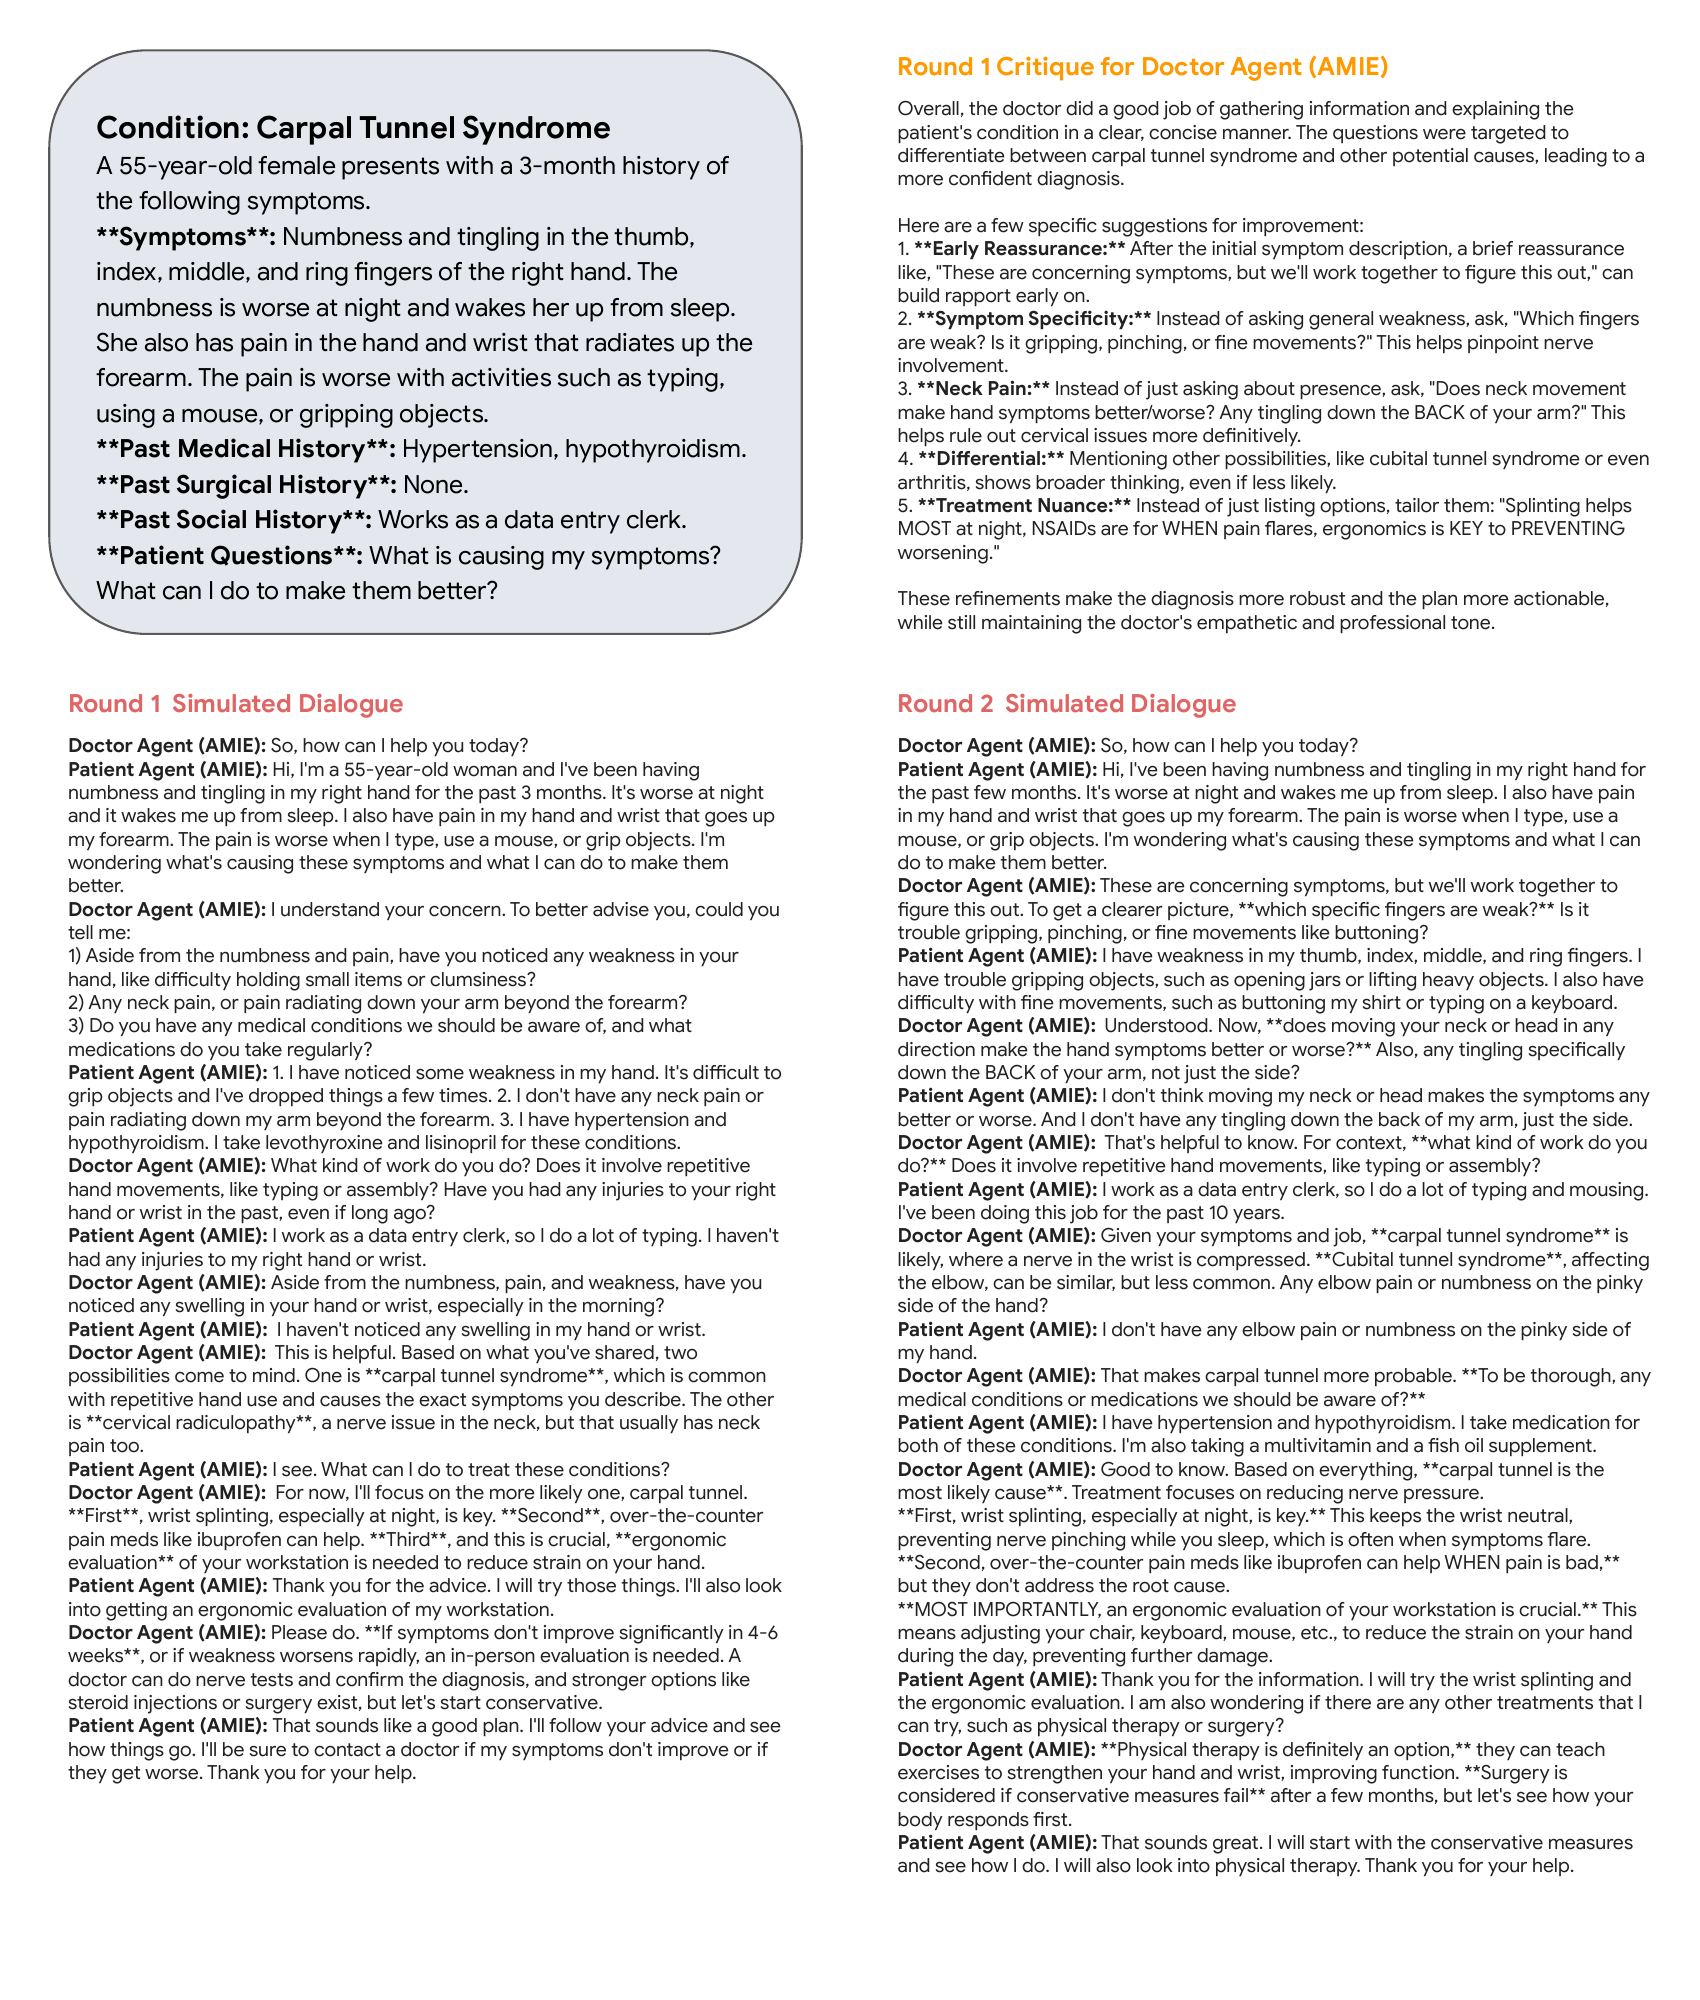 Condition: Carpal Tunnel Syndrome
A 55-year-old female presents with a 3-month history of
the following symptoms.
**Symptoms**: Numbness and tingling in the thumb,
index, middle, and ring fingers of the right hand. The
numbness is worse at night and wakes her up from sleep.
She also has pain in the hand and wrist that radiates up the
forearm. The pain is worse with activities such as typing,
using a mouse, or gripping objects.
**Past Medical History**: Hypertension, hypothyroidism.
**Past Surgical History**: None.
**Past Social History**: Works as a data entry clerk.
**Patient Questions**: What is causing my symptoms?
What can I do to make them better?
Round 1 Critique for Doctor Agent (AMIE)
Overall, the doctor did a good job of gathering information and explaining the
patient's condition in a clear, concise manner. The questions were targeted to
differentiate between carpal tunnel syndrome and other potential causes, leading to a
more confident diagnosis.
Here are a few specific suggestions for improvement:
1. **Early Reassurance:** After the initial symptom description, a brief reassurance
like, "These are concerning symptoms, but we'll work together to figure this out," can
build rapport early on.
2. **Symptom Specificity:** Instead of asking general weakness, ask, "Which fingers
are weak? Is it gripping, pinching, or fine movements?" This helps pinpoint nerve
involvement.
3. **Neck Pain:** Instead of just asking about presence, ask, "Does neck movement
make hand symptoms better/worse? Any tingling down the BACK of your arm?" This
helps rule out cervical issues more definitively.
4. **Differential:** Mentioning other possibilities, like cubital tunnel syndrome or even
arthritis, shows broader thinking, even if less likely.
5. **Treatment Nuance:** Instead of just listing options, tailor them: "Splinting helps
MOST at night, NSAIDs are for WHEN pain flares, ergonomics is KEY to PREVENTING
worsening."
These refinements make the diagnosis more robust and the plan more actionable,
while still maintaining the doctor's empathetic and professional tone.
Round 1 Simulated Dialogue
Doctor Agent (AMIE): So, how can I help you today?
Patient Agent (AMIE): Hi, I'm a 55-year-old woman and I've been having
numbness and tingling in my right hand for the past 3 months. It's worse at night
and it wakes me up from sleep. I also have pain in my hand and wrist that goes up
my forearm. The pain is worse when I type, use a mouse, or grip objects. I'm
wondering what's causing these symptoms and what I can do to make them
better.
Doctor Agent (AMIE): I understand your concern. To better advise you, could you
tell me:
1) Aside from the numbness and pain, have you noticed any weakness in your
hand, like difficulty holding small items or clumsiness?
2) Any neck pain, or pain radiating down your arm beyond the forearm?
3) Do you have any medical conditions we should be aware of, and what
medications do you take regularly?
Patient Agent (AMIE): 1. I have noticed some weakness in my hand. It's difficult to
grip objects and I've dropped things a few times. 2. I don't have any neck pain or
pain radiating down my arm beyond the forearm. 3. I have hypertension and
hypothyroidism. I take levothyroxine and lisinopril for these conditions.
Doctor Agent (AMIE): What kind of work do you do? Does it involve repetitive
hand movements, like typing or assembly? Have you had any injuries to your right
hand or wrist in the past, even if long ago?
Patient Agent (AMIE): I work as a data entry clerk, so I do a lot of typing. I haven't
had any injuries to my right hand or wrist.
Doctor Agent (AMIE): Aside from the numbness, pain, and weakness, have you
noticed any swelling in your hand or wrist, especially in the morning?
Patient Agent (AMIE): I haven't noticed any swelling in my hand or wrist.
Doctor Agent (AMIE): This is helpful. Based on what you've shared, two
possibilities come to mind. One is **carpal tunnel syndrome**, which is common
with repetitive hand use and causes the exact symptoms you describe. The other
is **cervical radiculopathy**, a nerve issue in the neck, but that usually has neck
pain too.
Patient Agent (AMIE): I see. What can I do to treat these conditions?
Doctor Agent (AMIE): For now, I'll focus on the more likely one, carpal tunnel.
**First**, wrist splinting, especially at night, is key. **Second**, over-the-counter
pain meds like ibuprofen can help. **Third**, and this is crucial, **ergonomic
evaluation** of your workstation is needed to reduce strain on your hand.
Patient Agent (AMIE): Thank you for the advice. I will try those things. I'll also look
into getting an ergonomic evaluation of my workstation.
Doctor Agent (AMIE): Please do. **If symptoms don't improve significantly in 4-6
weeks**, or if weakness worsens rapidly, an in-person evaluation is needed. A
doctor can do nerve tests and confirm the diagnosis, and stronger options like
steroid injections or surgery exist, but let's start conservative.
Patient Agent (AMIE): That sounds like a good plan. I'll follow your advice and see
how things go. I'll be sure to contact a doctor if my symptoms don't improve or if
they get worse. Thank you for your help.
Round 2 Simulated Dialogue
Doctor Agent (AMIE): So, how can I help you today?
Patient Agent (AMIE): Hi, I've been having numbness and tingling in my right hand for
the past few months. It's worse at night and wakes me up from sleep. I also have pain
in my hand and wrist that goes up my forearm. The pain is worse when I type, use a
mouse, or grip objects. I'm wondering what's causing these symptoms and what I can
do to make them better.
Doctor Agent (AMIE): These are concerning symptoms, but we'll work together to
figure this out. To get a clearer picture, **which specific fingers are weak?** Is it
trouble gripping, pinching, or fine movements like buttoning?
Patient Agent (AMIE): I have weakness in my thumb, index, middle, and ring fingers. I
have trouble gripping objects, such as opening jars or lifting heavy objects. I also have
difficulty with fine movements, such as buttoning my shirt or typing on a keyboard.
Doctor Agent (AMIE): Understood. Now, **does moving your neck or head in any
direction make the hand symptoms better or worse?** Also, any tingling specifically
down the BACK of your arm, not just the side?
Patient Agent (AMIE): I don't think moving my neck or head makes the symptoms any
better or worse. And I don't have any tingling down the back of my arm, just the side.
Doctor Agent (AMIE): That's helpful to know. For context, **what kind of work do you
do?** Does it involve repetitive hand movements, like typing or assembly?
Patient Agent (AMIE): I work as a data entry clerk, so I do a lot of typing and mousing.
I've been doing this job for the past 10 years.
Doctor Agent (AMIE): Given your symptoms and job, **carpal tunnel syndrome** is
likely, where a nerve in the wrist is compressed. **Cubital tunnel syndrome**, affecting
the elbow, can be similar, but less common. Any elbow pain or numbness on the pinky
side of the hand?
Patient Agent (AMIE): I don't have any elbow pain or numbness on the pinky side of
my hand.
Doctor Agent (AMIE): That makes carpal tunnel more probable. **To be thorough, any
medical conditions or medications we should be aware of?**
Patient Agent (AMIE): I have hypertension and hypothyroidism. I take medication for
both of these conditions. I'm also taking a multivitamin and a fish oil supplement.
Doctor Agent (AMIE): Good to know. Based on everything, **carpal tunnel is the
most likely cause**. Treatment focuses on reducing nerve pressure.
**First, wrist splinting, especially at night, is key.** This keeps the wrist neutral,
preventing nerve pinching while you sleep, which is often when symptoms flare.
**Second, over-the-counter pain meds like ibuprofen can help WHEN pain is bad,**
but they don't address the root cause.
**MOST IMPORTANTLY, an ergonomic evaluation of your workstation is crucial.** This
means adjusting your chair, keyboard, mouse, etc., to reduce the strain on your hand
during the day, preventing further damage.
Patient Agent (AMIE): Thank you for the information. I will try the wrist splinting and
the ergonomic evaluation. I am also wondering if there are any other treatments that I
can try, such as physical therapy or surgery?
Doctor Agent (AMIE): **Physical therapy is definitely an option,** they can teach
exercises to strengthen your hand and wrist, improving function. **Surgery is
considered if conservative measures fail** after a few months, but let's see how your
body responds first.
Patient Agent (AMIE): That sounds great. I will start with the conservative measures
and see how I do. I will also look into physical therapy. Thank you for your help.